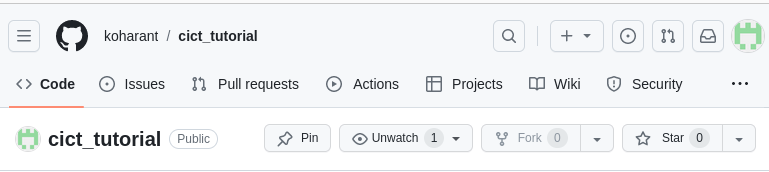 koharant / cict_tutorial
Code Issues Pull requests Actions Projects Wiki Security
cict_tutorial Public Pin Unwatch 1 Fork 0 Star 0